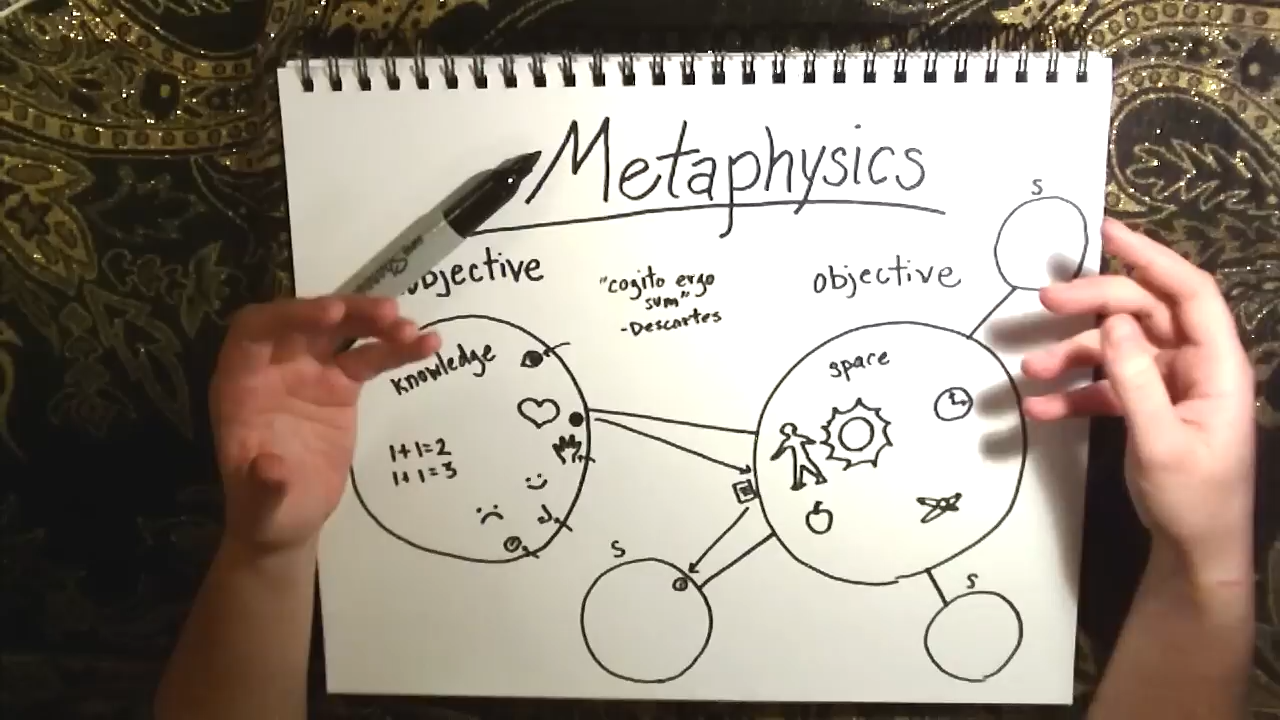 Metaphysics
objective
"cogito ergo
sum"
-Descartes
objective
s
knowledge
1+1=2
1+1=3
space
s
s